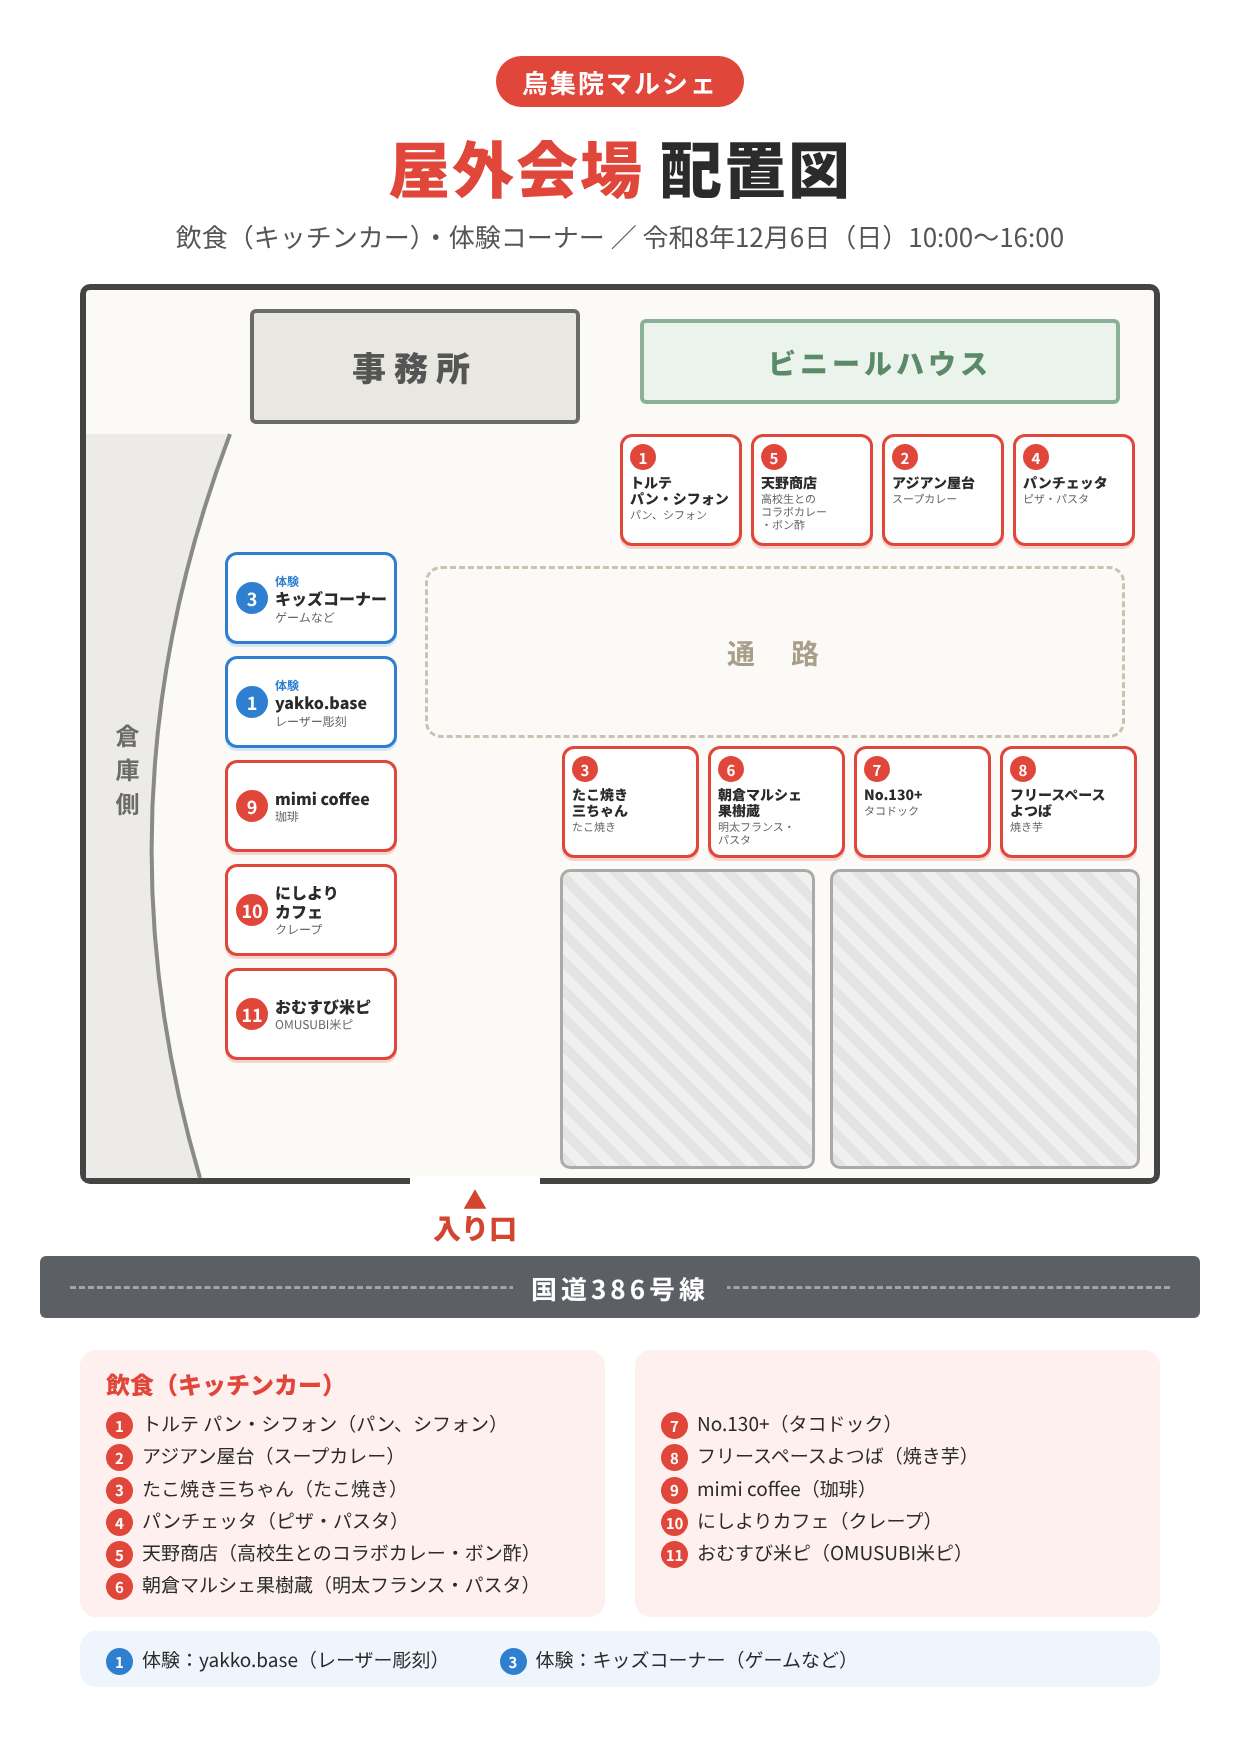 烏集院マルシェ
屋外会場 配置図
飲食（キッチンカー）・体験コーナー ／ 令和8年12月6日（日）10:00〜16:00
事務所
ビニールハウス
1
トルテ
パン・シフォン
パン、シフォン
5
天野商店
高校生との
コラボカレー
・ポン酢
2
アジアン屋台
スープカレー
4
パンチェッタ
ピザ・パスタ
3
体験
キッズコーナー
ゲームなど
1
体験
yakko.base
レーザー彫刻
9
mimi coffee
珈琲
10
にしより
カフェ
クレープ
11
おむすび米ピ
OMUSUBI米ピ
倉庫側
通 路
3
たこ焼き
三ちゃん
たこ焼き
6
朝倉マルシェ
果樹蔵
明太フランス・
パスタ
7
No.130+
タコドック
8
フリースペース
よつば
焼き芋
▲
入り口
国道386号線
飲食（キッチンカー）
1 トルテ パン・シフォン（パン、シフォン）
2 アジアン屋台（スープカレー）
3 たこ焼き三ちゃん（たこ焼き）
4 パンチェッタ（ピザ・パスタ）
5 天野商店（高校生とのコラボカレー・ポン酢）
6 朝倉マルシェ果樹蔵（明太フランス・パスタ）
7 No.130+（タコドック）
8 フリースペースよつば（焼き芋）
9 mimi coffee（珈琲）
10 にしよりカフェ（クレープ）
11 おむすび米ピ（OMUSUBI米ピ）
1 体験：yakko.base（レーザー彫刻）
3 体験：キッズコーナー（ゲームなど）